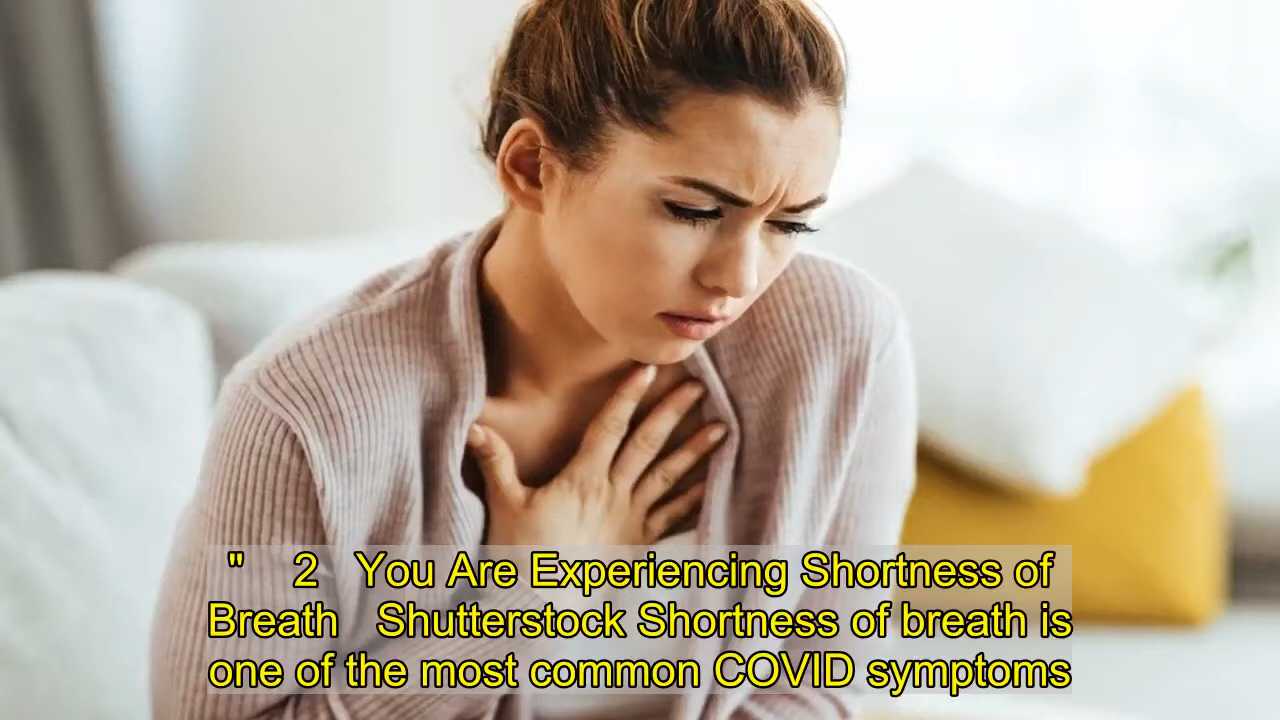 "    2   You Are Experiencing Shortness of
Breath   Shutterstock Shortness of breath is
one of the most common COVID symptoms